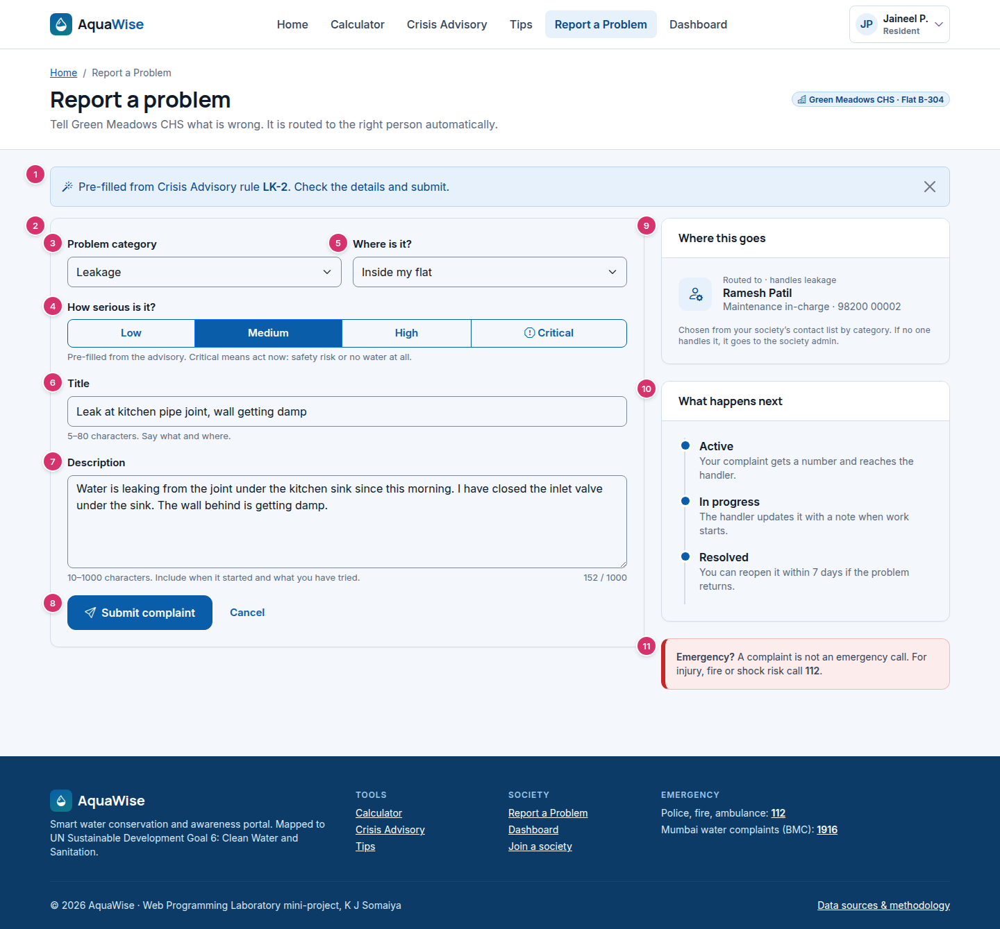 AquaWise
Home
Calculator
Crisis Advisory
Tips
Report a Problem
Dashboard
JP
Jaineel P.
Resident
Home / Report a Problem
Report a problem
Green Meadows CHS · Flat B-304
Tell Green Meadows CHS what is wrong. It is routed to the right person automatically.
1
Pre-filled from Crisis Advisory rule LK-2. Check the details and submit.
2
3
Problem category
Leakage
5
Where is it?
Inside my flat
4
How serious is it?
Low
Medium
High
Critical
Pre-filled from the advisory. Critical means act now: safety risk or no water at all.
6
Title
Leak at kitchen pipe joint, wall getting damp
5–80 characters. Say what and where.
7
Description
Water is leaking from the joint under the kitchen sink since this morning. I have closed the inlet valve
under the sink. The wall behind is getting damp.
10–1000 characters. Include when it started and what you have tried.
152 / 1000
8
Submit complaint
Cancel
9
Where this goes
Routed to · handles leakage
Ramesh Patil
Maintenance in-charge · 98200 00002
Chosen from your society’s contact list by category. If no one
handles it, it goes to the society admin.
10
What happens next
Active
Your complaint gets a number and reaches the
handler.
In progress
The handler updates it with a note when work
starts.
Resolved
You can reopen it within 7 days if the problem
returns.
11
Emergency? A complaint is not an emergency call. For
injury, fire or shock risk call 112.
AquaWise
Smart water conservation and awareness portal. Mapped to
UN Sustainable Development Goal 6: Clean Water and
Sanitation.
TOOLS
Calculator
Crisis Advisory
Tips
SOCIETY
Report a Problem
Dashboard
Join a society
EMERGENCY
Police, fire, ambulance: 112
Mumbai water complaints (BMC): 1916
© 2026 AquaWise · Web Programming Laboratory mini-project, K J Somaiya
Data sources & methodology